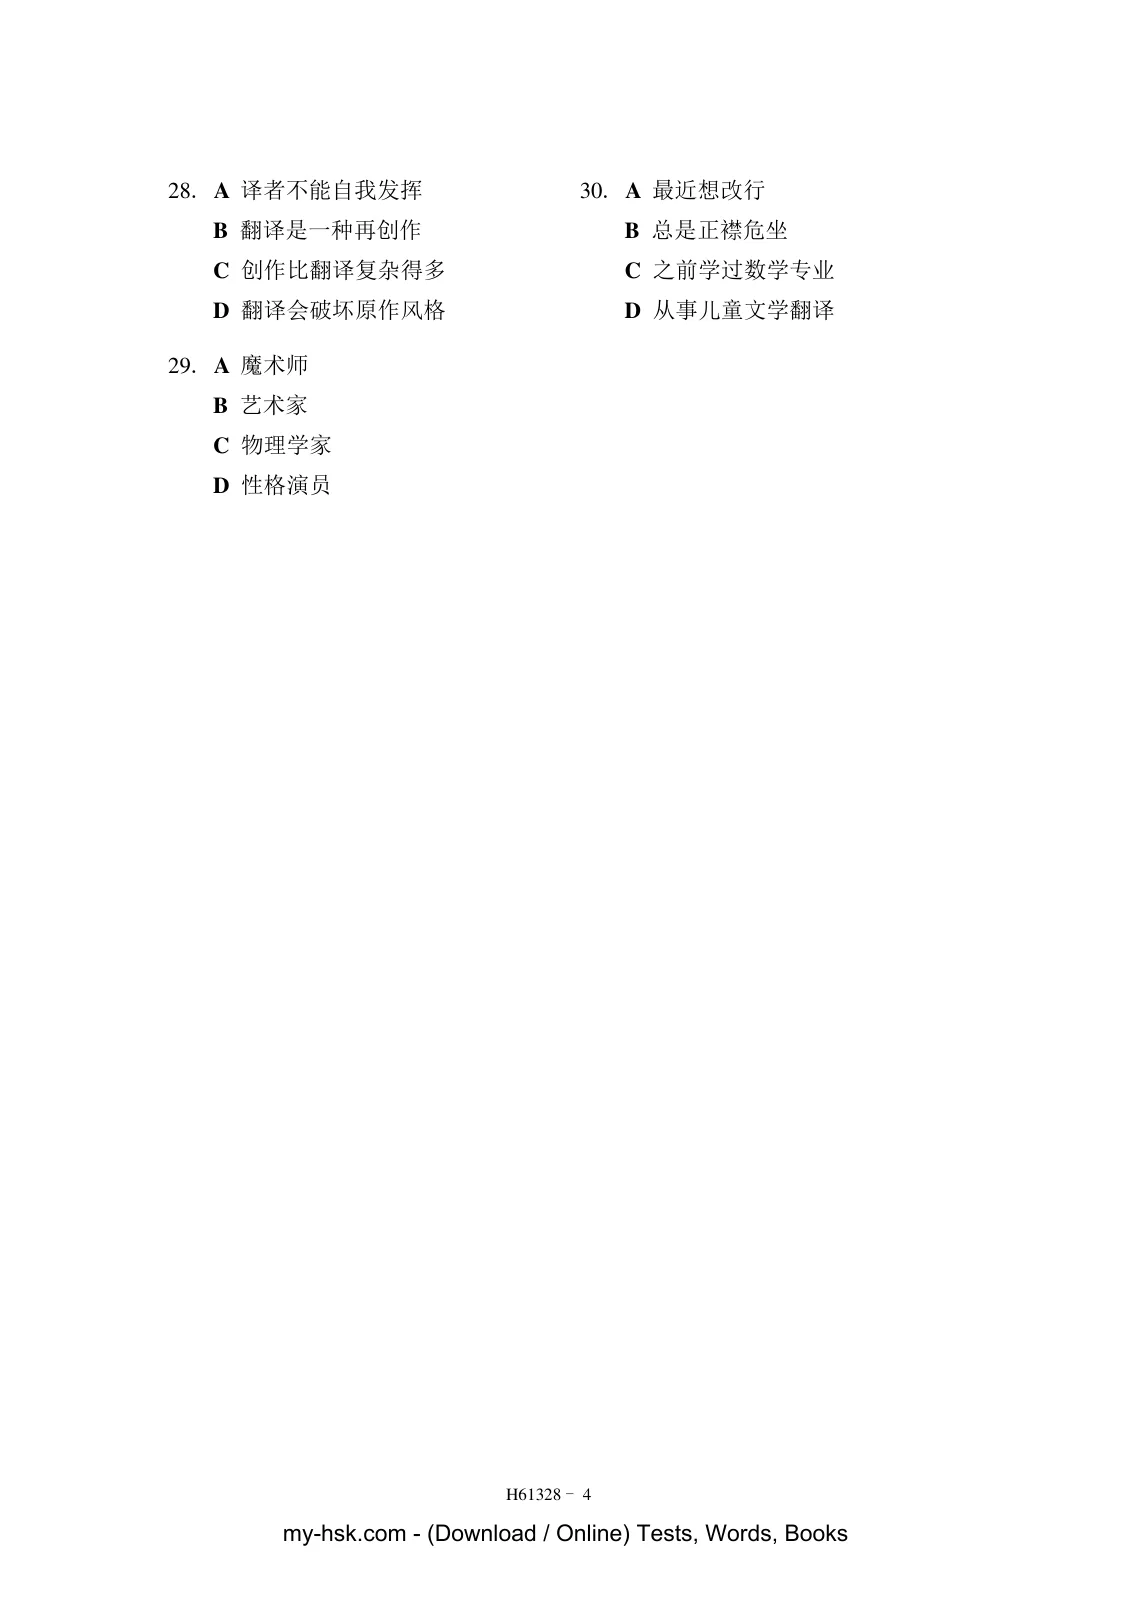 28. A 译者不能自我发挥
B 翻译是一种再创作
C 创作比翻译复杂得多
D 翻译会破坏原作风格
29. A 魔术师
B 艺术家
C 物理学家
D 性格演员
30. A 最近想改行
B 总是正襟危坐
C 之前学过数学专业
D 从事儿童文学翻译
H61328 - 4
my-hsk.com - (Download / Online) Tests, Words, Books